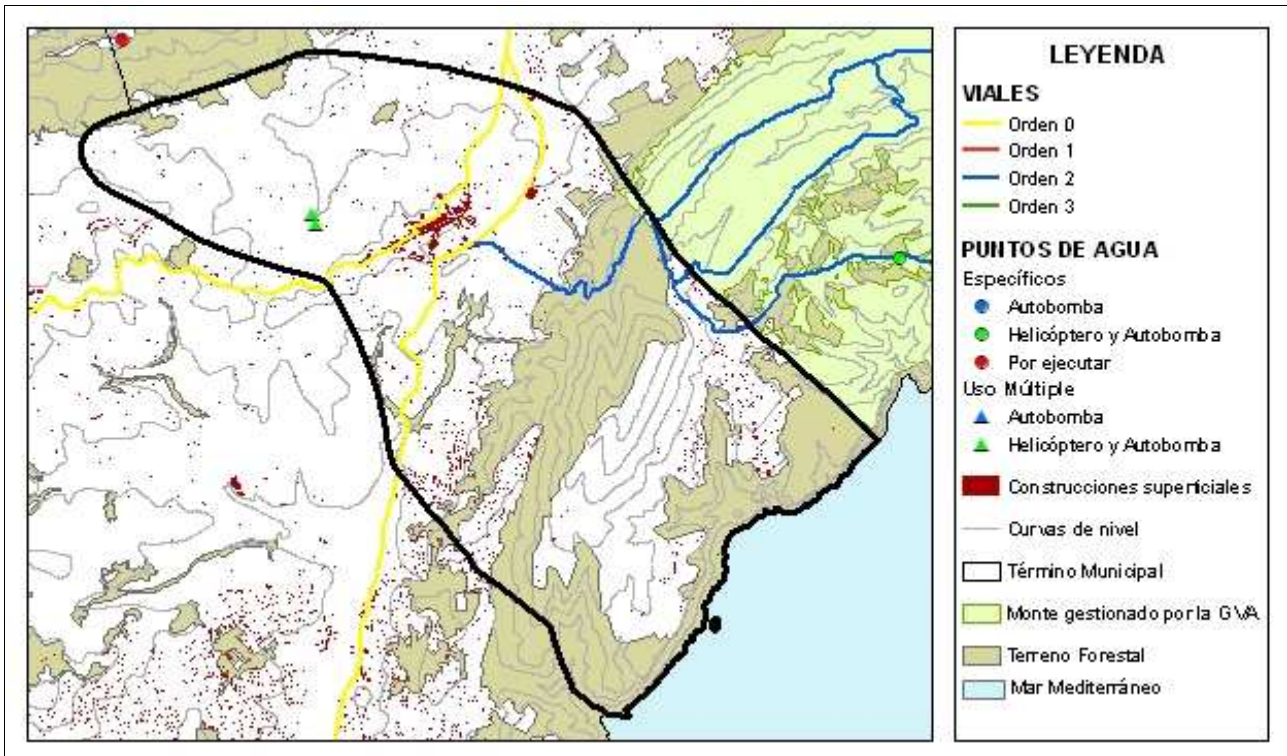 LEYENDA
VIALES
Orden 0
Orden 1
Orden 2
Orden 3
PUNTOS DE AGUA
Específicos
Autobomba
Helicóptero y Autobomba
Por ejecutar
Uso Múltiple
Autobomba
Helicóptero y Autobomba
Construcciones superficiales
Curvas de nivel
Término Municipal
Monte gestionado por la GVA
Terreno Forestal
Mar Mediterráneo